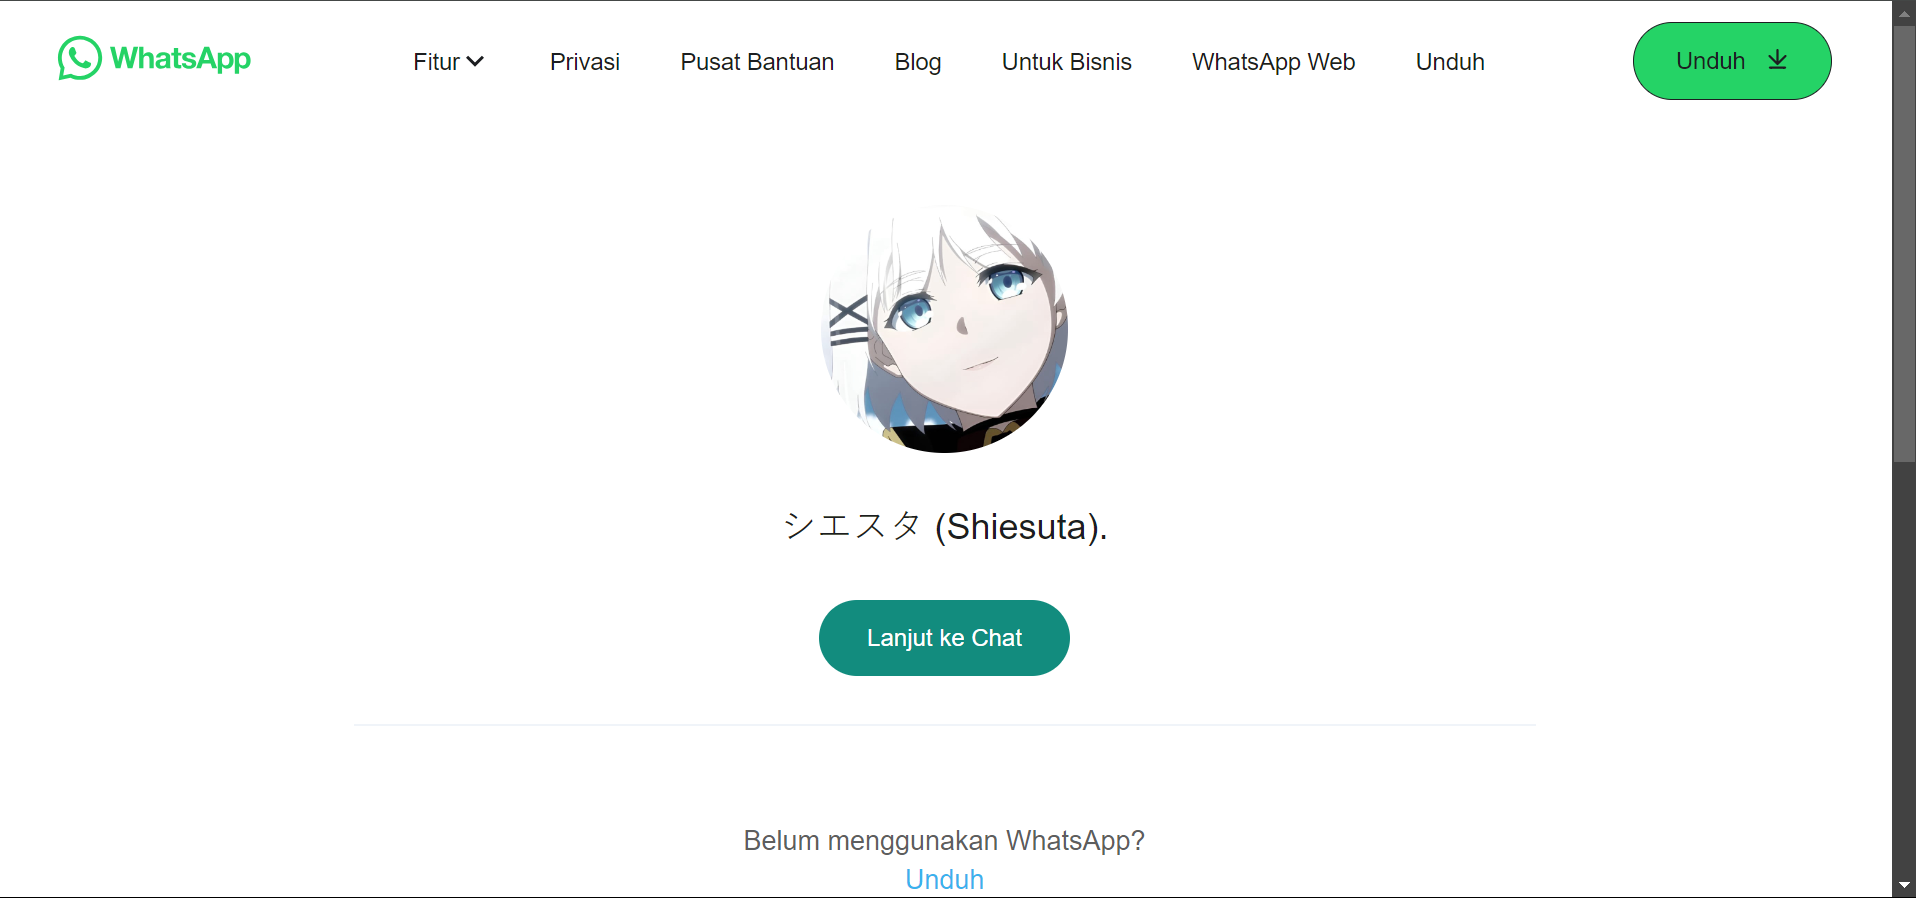 WhatsApp
Fitur Privasi Pusat Bantuan Blog Untuk Bisnis WhatsApp Web Unduh
Unduh
シエスタ (Shiesuta).
Lanjut ke Chat
Belum menggunakan WhatsApp?
Unduh